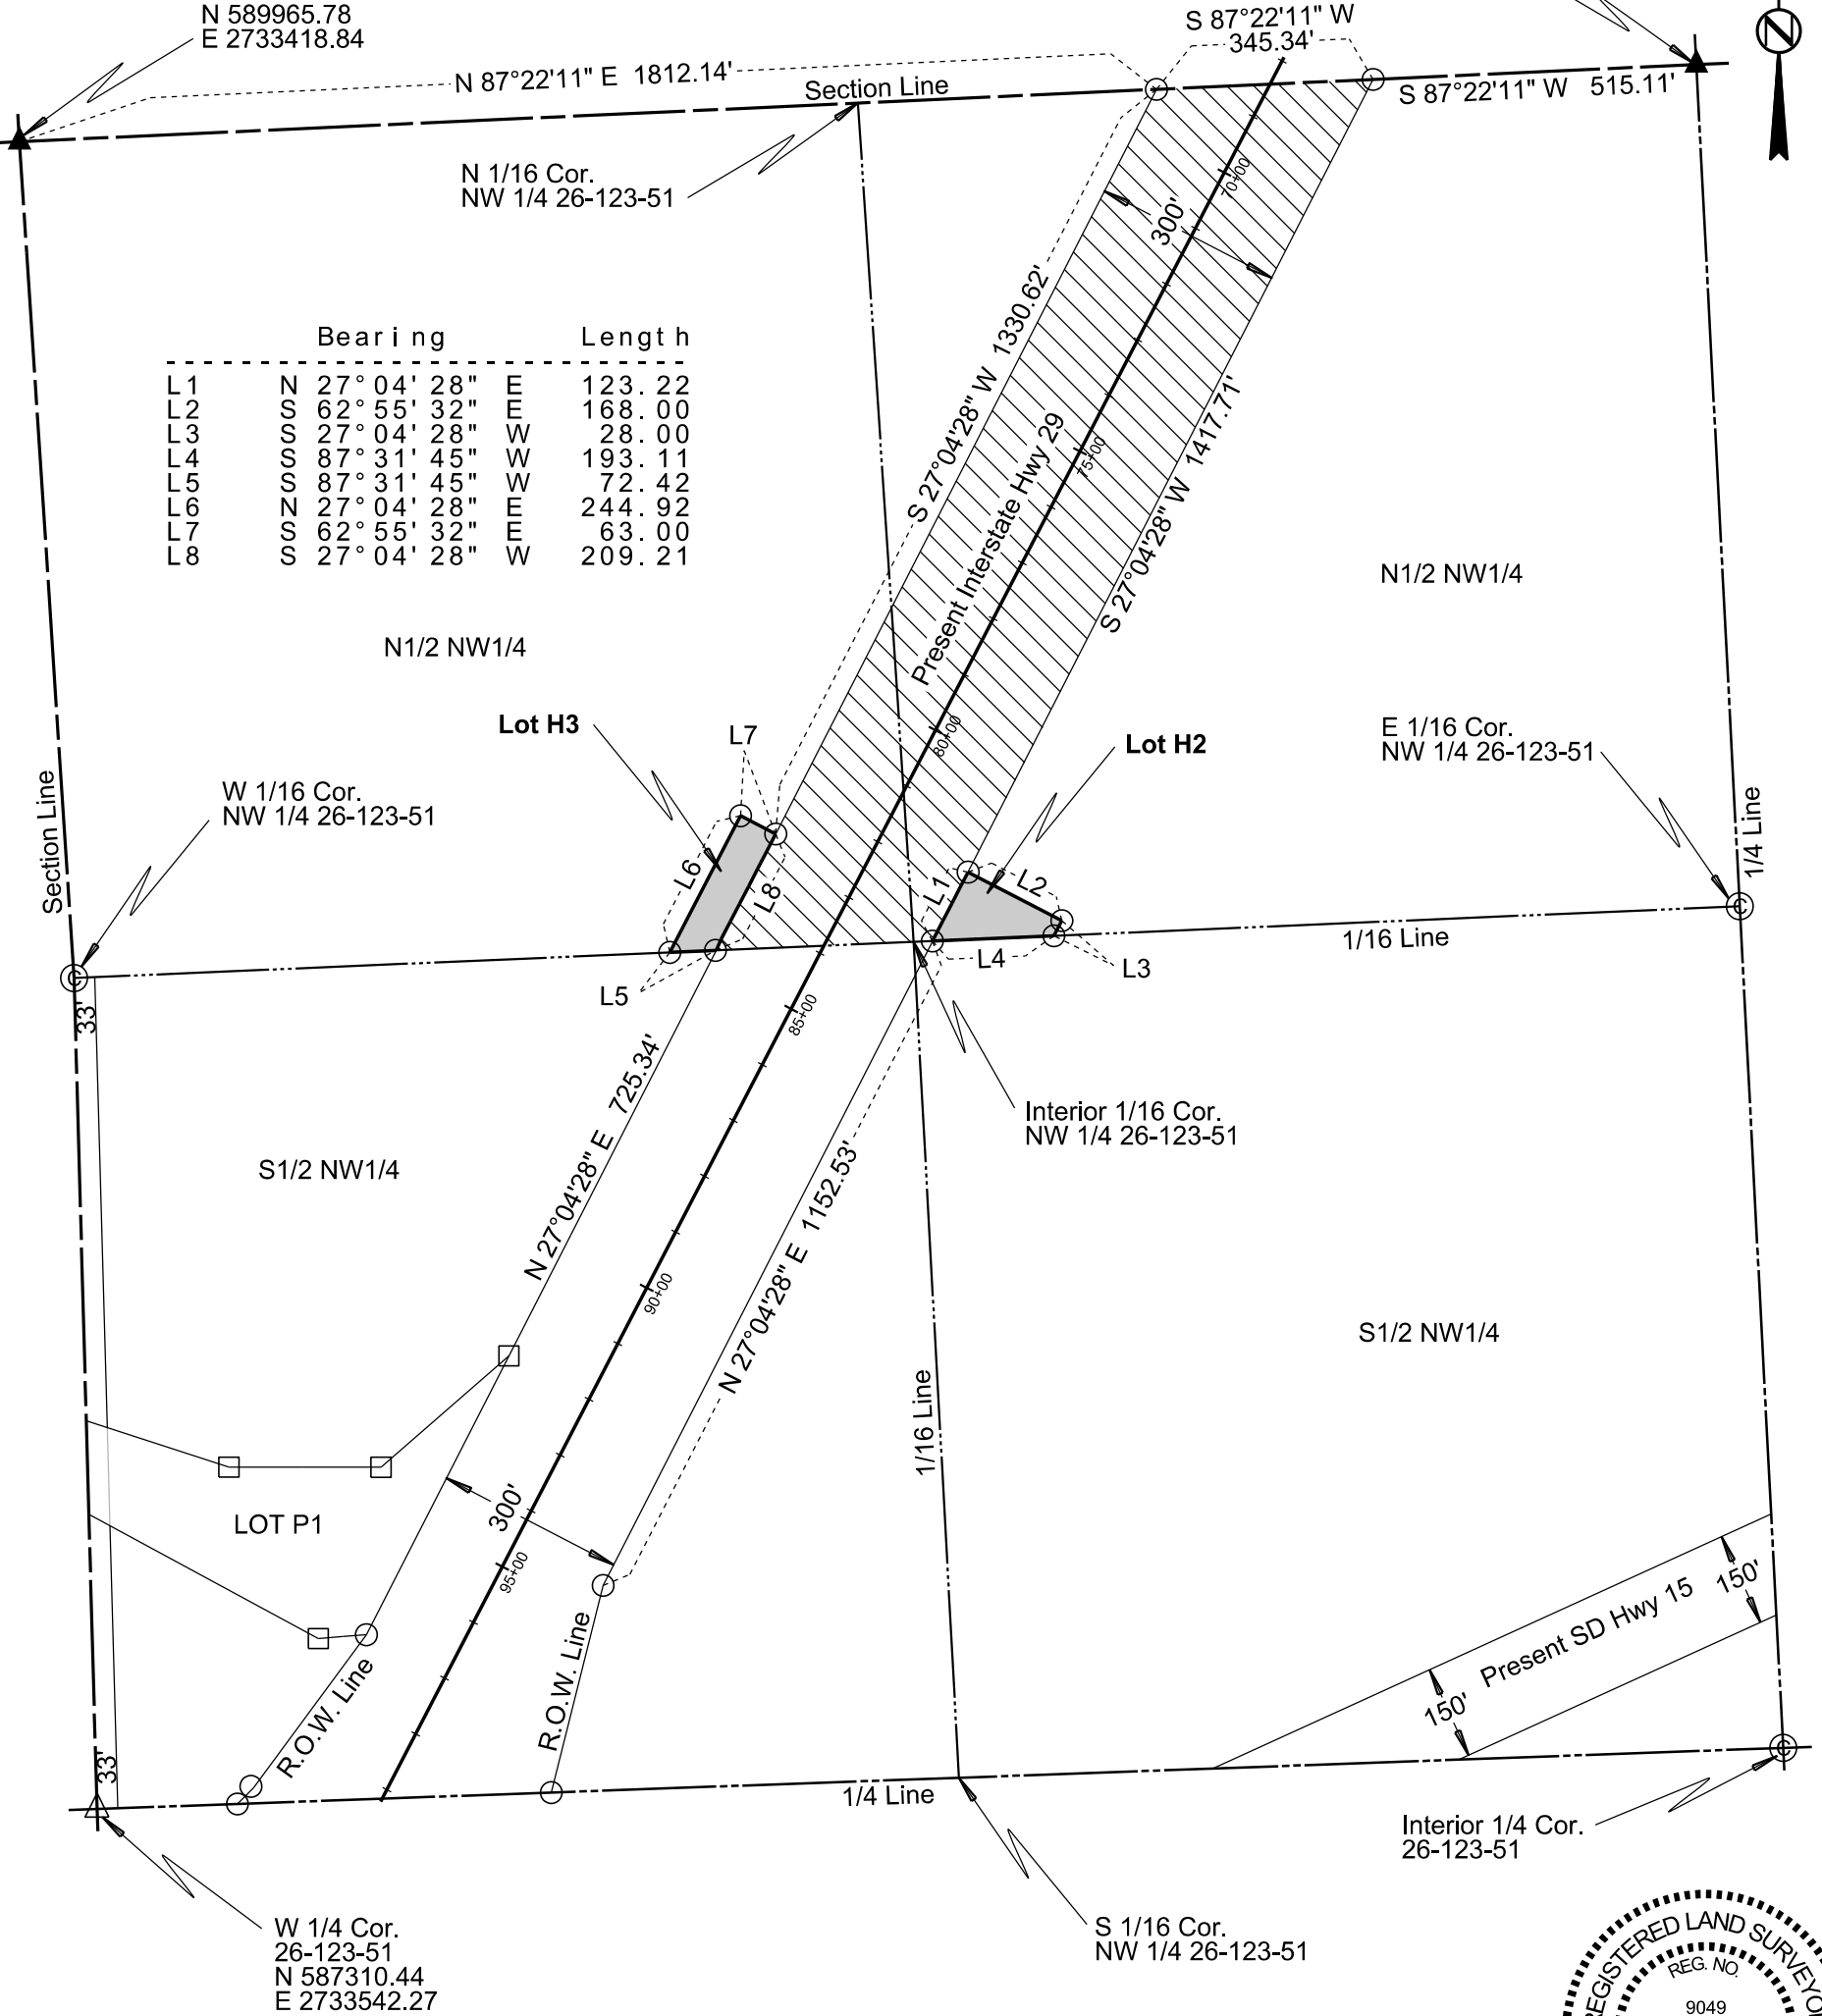 N 589965.78
E 2733418.84
S 87°22'11" W
345.34'
N
N 87°22'11" E 1812.14'
Section Line
S 87°22'11" W 515.11'
N 1/16 Cor.
NW 1/4 26-123-51
70+00
300'
S 27°04'28" W 1330.62'
Bearing Length
L1 N 27°04'28" E 123.22
L2 S 62°55'32" E 168.00
L3 S 27°04'28" W 28.00
L4 S 87°31'45" W 193.11
L5 S 87°31'45" W 72.42
L6 N 27°04'28" E 244.92
L7 S 62°55'32" E 63.00
L8 S 27°04'28" W 209.21
Present Interstate Hwy 29
75+00
S 27°04'28" W 1417.71'
N1/2 NW1/4
N1/2 NW1/4
Lot H3
L7
80+00
Lot H2
E 1/16 Cor.
NW 1/4 26-123-51
Section Line
W 1/16 Cor.
NW 1/4 26-123-51
1/4 Line
L6
L8
L1
L2
C
1/16 Line
L4
L3
C
L5
33'
85+00
N 27°04'28" E 725.34'
Interior 1/16 Cor.
NW 1/4 26-123-51
S1/2 NW1/4
N 27°04'28" E 1152.53'
90+00
S1/2 NW1/4
1/16 Line
300'
LOT P1
95+00
150'
Present SD Hwy 15
150'
R.O.W. Line
R.O.W. Line
33'
1/4 Line
C
Interior 1/4 Cor.
26-123-51
W 1/4 Cor.
26-123-51
N 587310.44
E 2733542.27
S 1/16 Cor.
NW 1/4 26-123-51
REGISTERED LAND SURVEYO
REG. NO.
9049